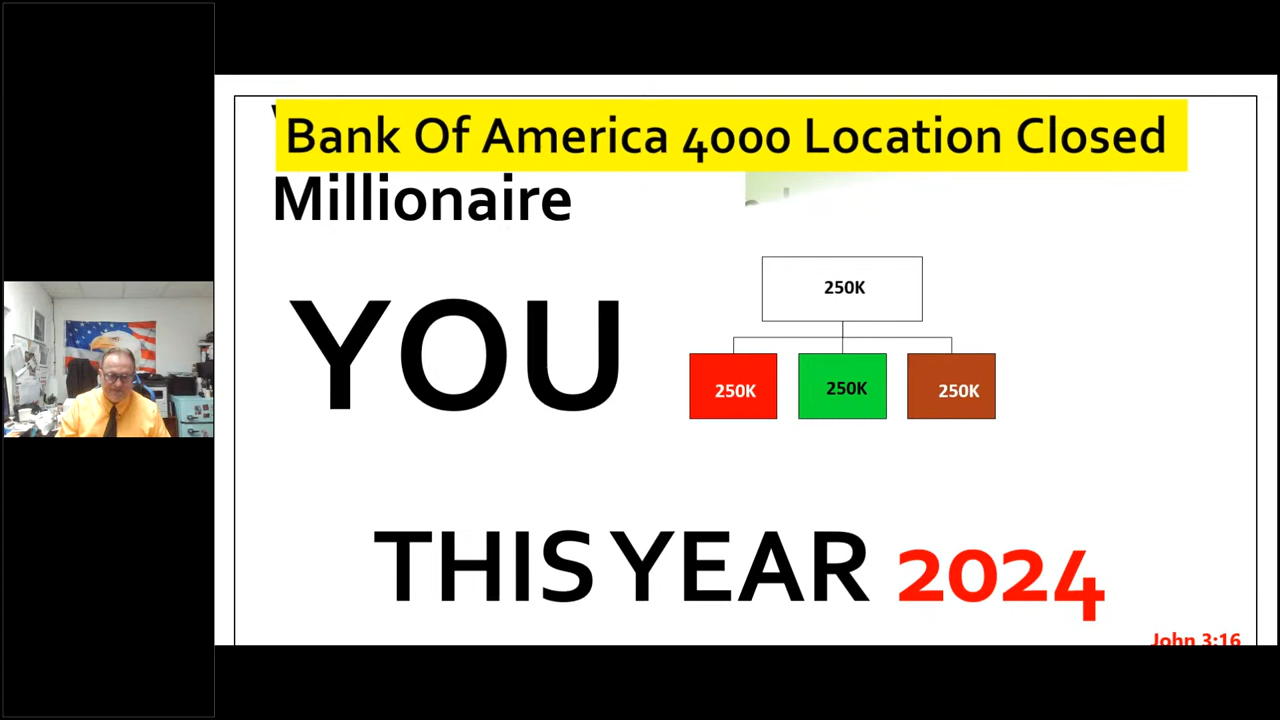 Bank Of America 4000 Location Closed
Millionaire
YOU
250K
250K
250K
250K
THIS YEAR 2024
John 3:16